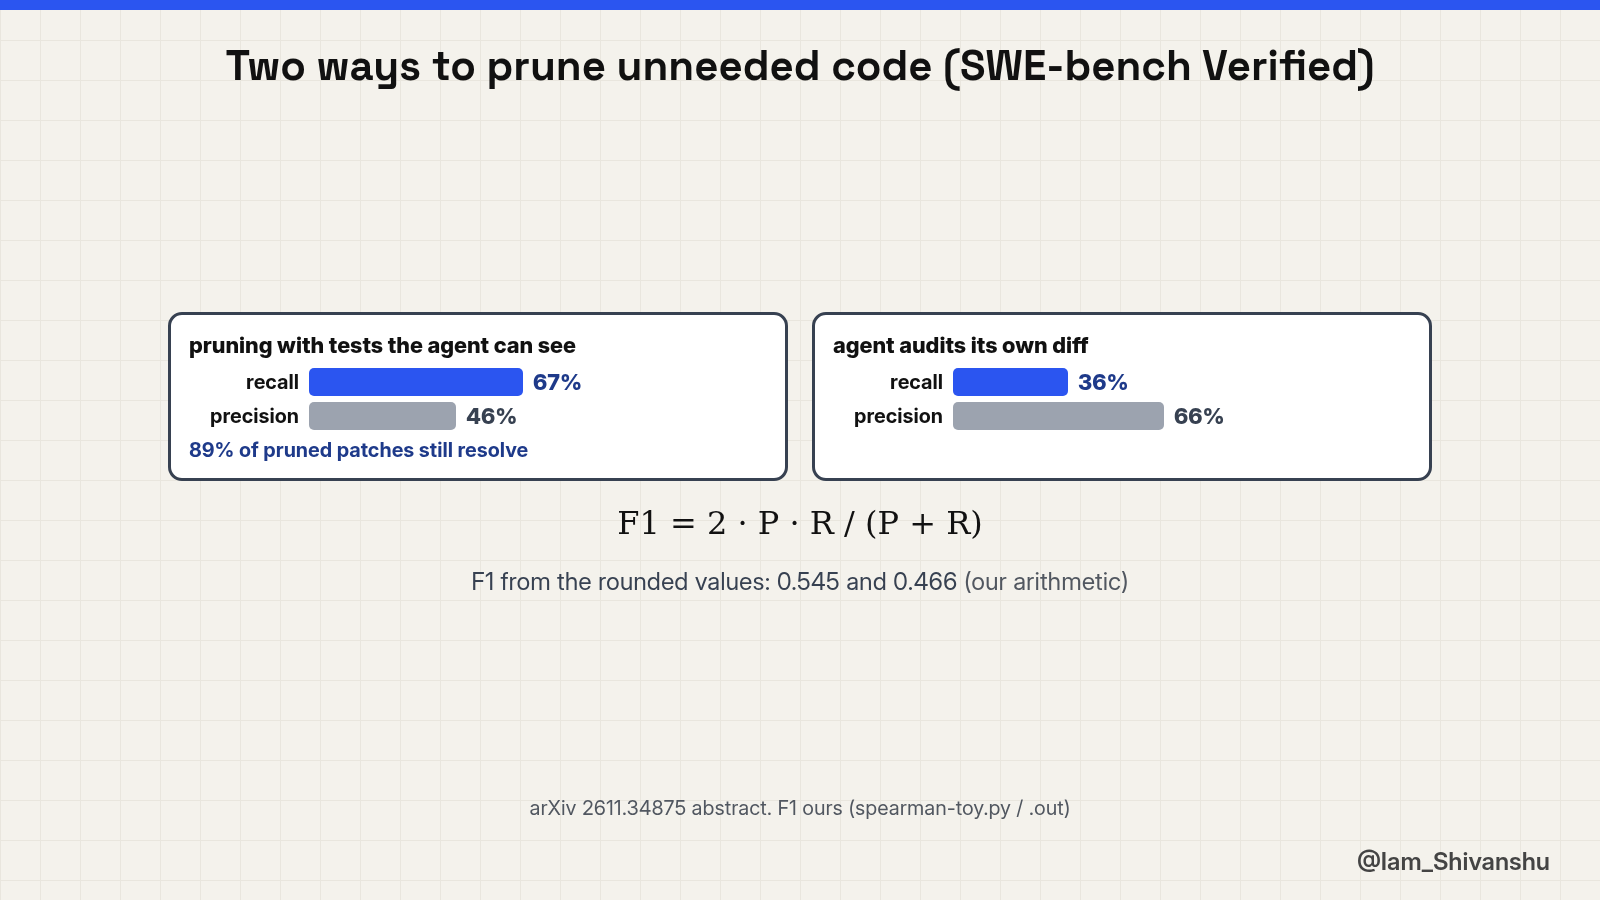 Two ways to prune unneeded code (SWE-bench Verified)
pruning with tests the agent can see
recall 67%
precision 46%
89% of pruned patches still resolve
agent audits its own diff
recall 36%
precision 66%
F1 = 2 · P · R / (P + R)
F1 from the rounded values: 0.545 and 0.466 (our arithmetic)
arXiv 2611.34875 abstract. F1 ours (spearman-toy.py / .out)
@Iam_Shivanshu